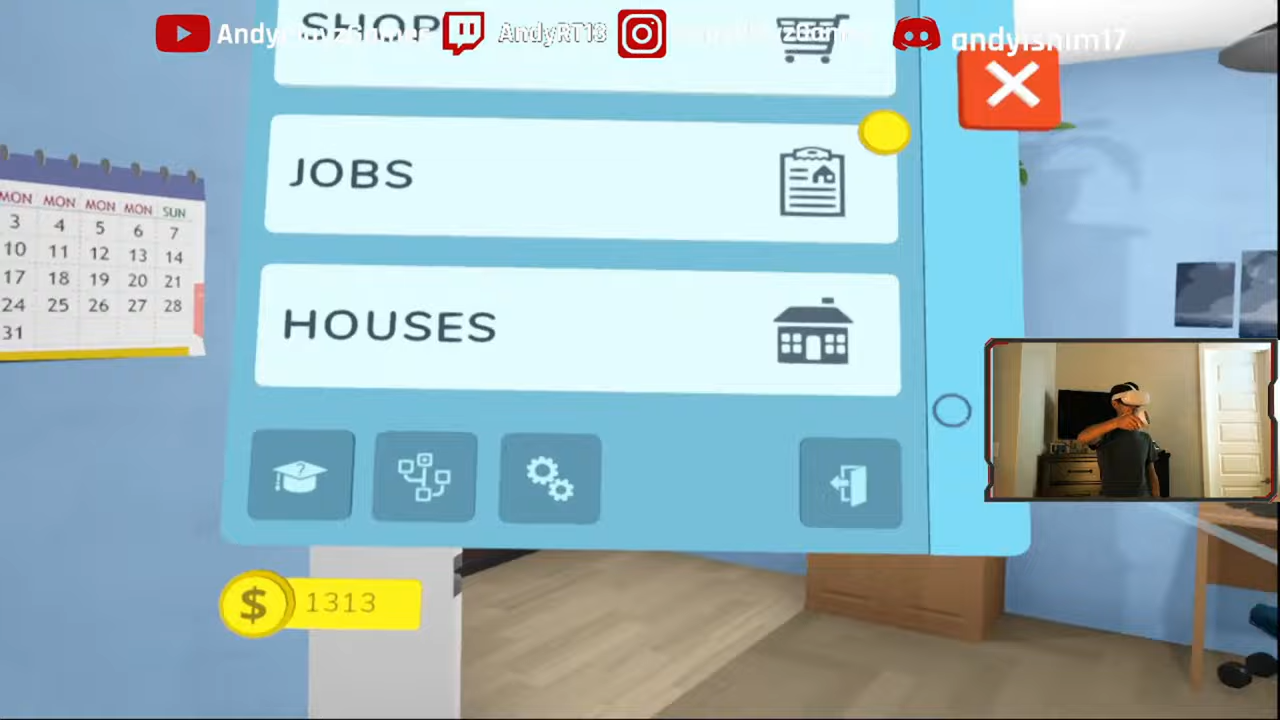 SHOP
AndyRT18
andyishim17
JOBS
HOUSES
MON MON MON MON SUN
3 4 5 6 7
10 11 12 13 14
17 18 19 20 21
24 25 26 27 28
31
?
$ 1313